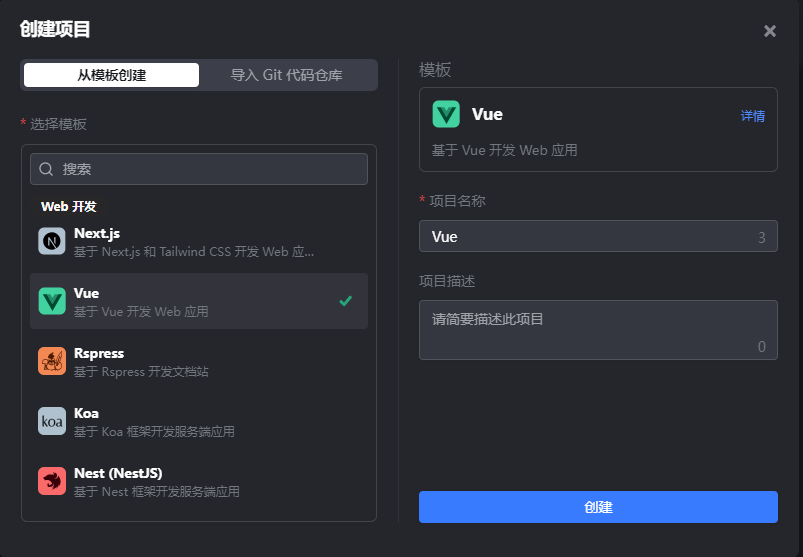 创建项目
从模板创建
导入 Git 代码仓库
* 选择模板
搜索
Web 开发
Next.js
基于 Next.js 和 Tailwind CSS 开发 Web 应...
Vue
基于 Vue 开发 Web 应用
Rspress
基于 Rspress 开发文档站
koa
Koa
基于 Koa 框架开发服务端应用
Nest (NestJS)
基于 Nest 框架开发服务端应用
模板
Vue
详情
基于 Vue 开发 Web 应用
* 项目名称
Vue
3
项目描述
请简要描述此项目
0
创建